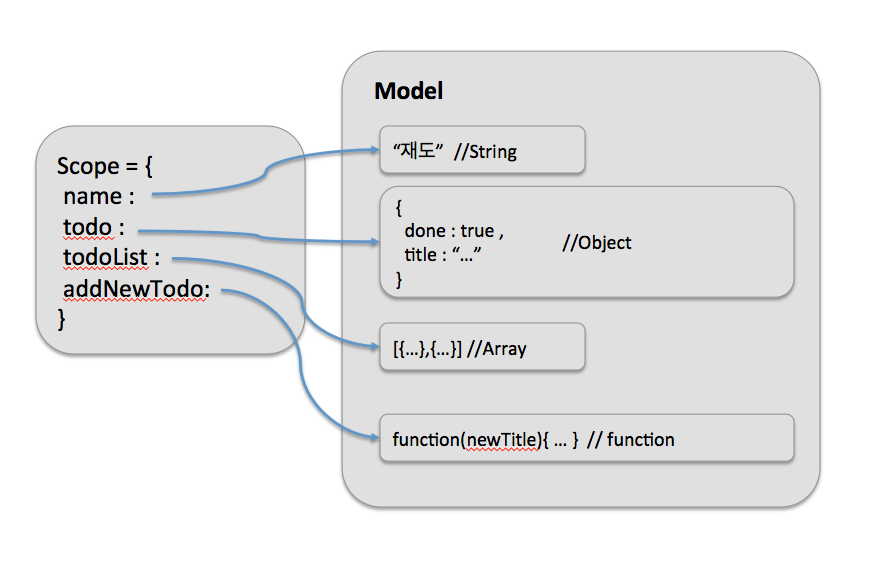 Scope = {
name :
todo :
todoList :
addNewTodo:
}
Model
“재도” //String
{
done : true ,
title : “...”
}
//Object
[{...},{...}] //Array
function(newTitle){ ... } // function